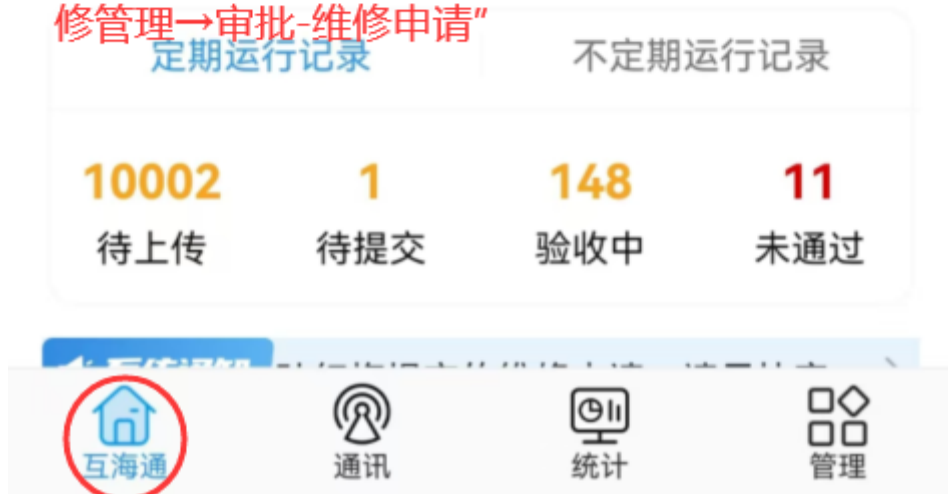 修管理→审批-维修申请”
定期运行记录 不定期运行记录
10002 1 148 11
待上传 待提交 验收中 未通过
互海通 通讯 统计 管理